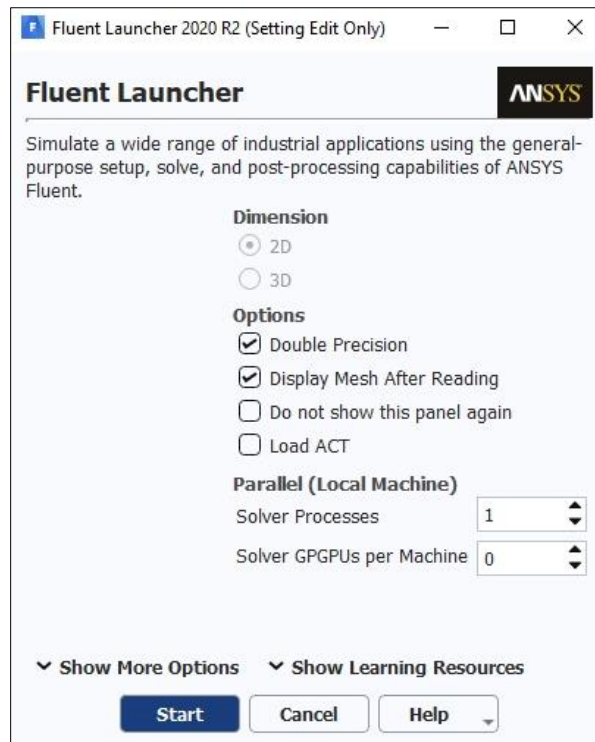 Fluent Launcher 2020 R2 (Setting Edit Only)
Fluent Launcher
ANSYS
Simulate a wide range of industrial applications using the general-
purpose setup, solve, and post-processing capabilities of ANSYS
Fluent.
Dimension
2D
3D
Options
Double Precision
Display Mesh After Reading
Do not show this panel again
Load ACT
Parallel (Local Machine)
Solver Processes 1
Solver GPGPUs per Machine 0
Show More Options Show Learning Resources
Start Cancel Help